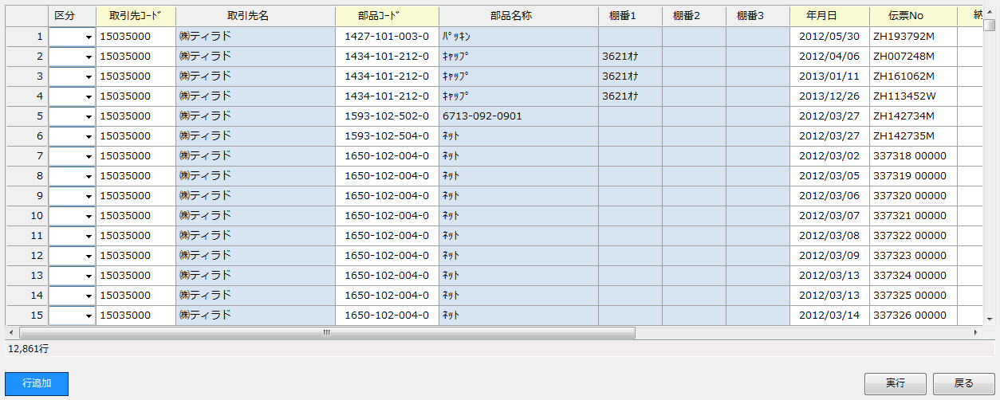 区分 取引先ｺｰﾄﾞ 取引先名 部品ｺｰﾄﾞ 部品名称 棚番1 棚番2 棚番3 年月日 伝票No 納
1 15035000 ㈱ティラド 1427-101-003-0 ﾊﾟｯｷﾝ 2012/05/30 ZH193792M
2 15035000 ㈱ティラド 1434-101-212-0 ｷｬｯﾌﾟ 3621ｵﾅ 2012/04/06 ZH007248M
3 15035000 ㈱ティラド 1434-101-212-0 ｷｬｯﾌﾟ 3621ｵﾅ 2013/01/11 ZH161062M
4 15035000 ㈱ティラド 1434-101-212-0 ｷｬｯﾌﾟ 3621ｵﾅ 2013/12/26 ZH113452W
5 15035000 ㈱ティラド 1593-102-502-0 6713-092-0901 2012/03/27 ZH142734M
6 15035000 ㈱ティラド 1593-102-504-0 ﾈｯﾄ 2012/03/27 ZH142735M
7 15035000 ㈱ティラド 1650-102-004-0 ﾈｯﾄ 2012/03/02 337318 00000
8 15035000 ㈱ティラド 1650-102-004-0 ﾈｯﾄ 2012/03/05 337319 00000
9 15035000 ㈱ティラド 1650-102-004-0 ﾈｯﾄ 2012/03/06 337320 00000
10 15035000 ㈱ティラド 1650-102-004-0 ﾈｯﾄ 2012/03/07 337321 00000
11 15035000 ㈱ティラド 1650-102-004-0 ﾈｯﾄ 2012/03/08 337322 00000
12 15035000 ㈱ティラド 1650-102-004-0 ﾈｯﾄ 2012/03/09 337323 00000
13 15035000 ㈱ティラド 1650-102-004-0 ﾈｯﾄ 2012/03/13 337324 00000
14 15035000 ㈱ティラド 1650-102-004-0 ﾈｯﾄ 2012/03/13 337325 00000
15 15035000 ㈱ティラド 1650-102-004-0 ﾈｯﾄ 2012/03/14 337326 00000
12,861行
行追加 実行 戻る